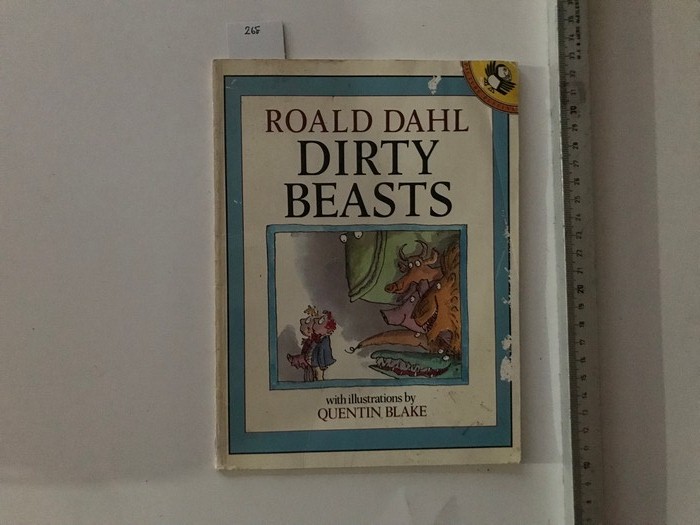 265
ROALD DAHL
DIRTY
BEASTS
with illustrations by
QUENTIN BLAKE